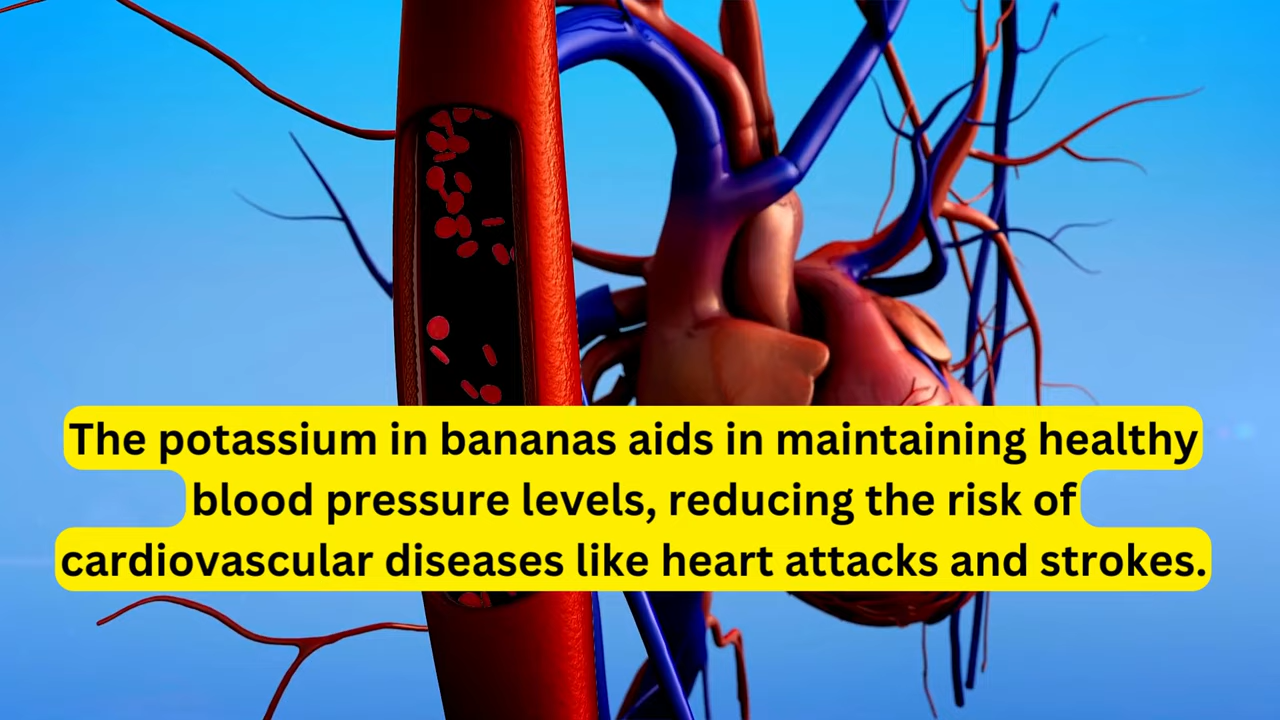 The potassium in bananas aids in maintaining healthy
blood pressure levels, reducing the risk of
cardiovascular diseases like heart attacks and strokes.